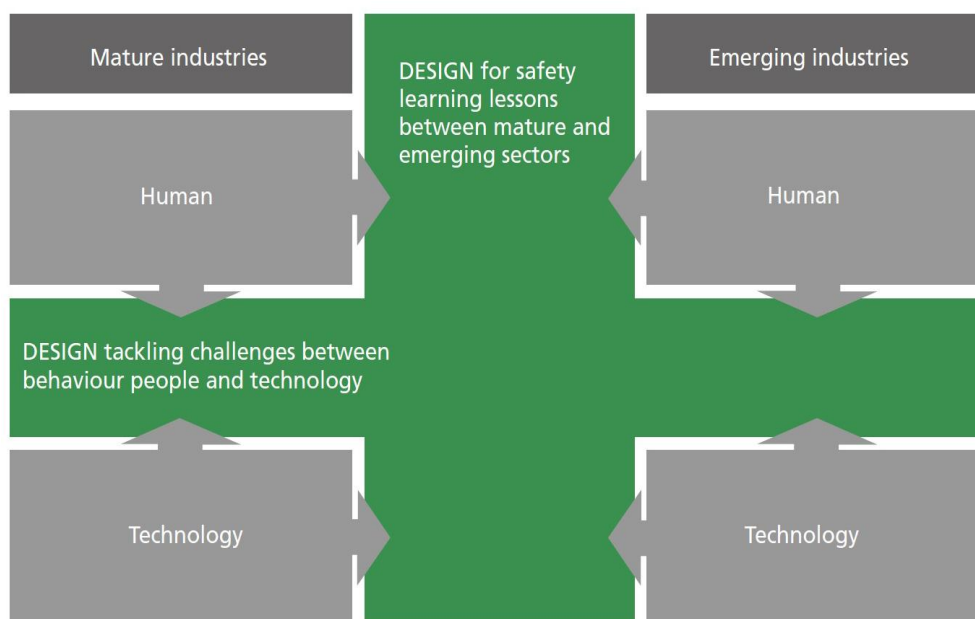 Mature industries
DESIGN for safety
learning lessons
between mature and
emerging sectors
Emerging industries
Human
Human
DESIGN tackling challenges between
behaviour people and technology
Technology
Technology